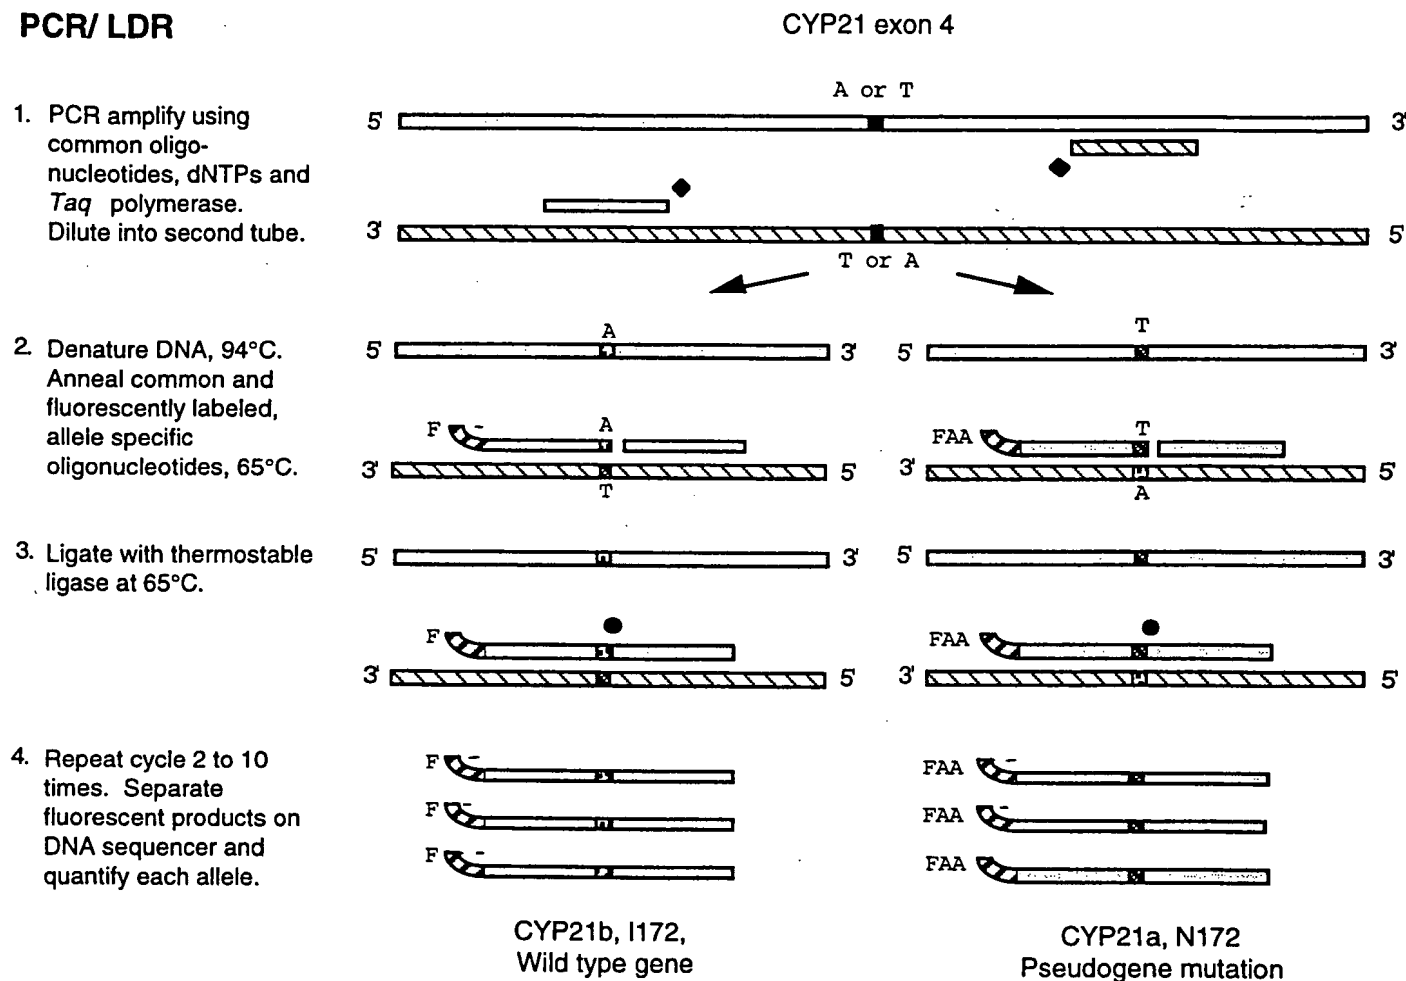 PCR/ LDR
CYP21 exon 4
1. PCR amplify using
common oligo-
nucleotides, dNTPs and
Taq polymerase.
Dilute into second tube.
A or T
5' 3'
3' 5'
T or A
2. Denature DNA, 94°C.
Anneal common and
fluorescently labeled,
allele specific
oligonucleotides, 65°C.
A T
5' 3' 5' 3'
F A FAA T
3' 5' 3' 5'
T A
3. Ligate with thermostable
ligase at 65°C.
5' 3' 5' 3'
F FAA
3' 5' 3' 5'
4. Repeat cycle 2 to 10
times. Separate
fluorescent products on
DNA sequencer and
quantify each allele.
F FAA
F FAA
F FAA
CYP21b, I172,
Wild type gene
CYP21a, N172
Pseudogene mutation